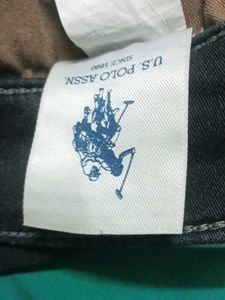 U.S. POLO ASSN.
SINCE 1890